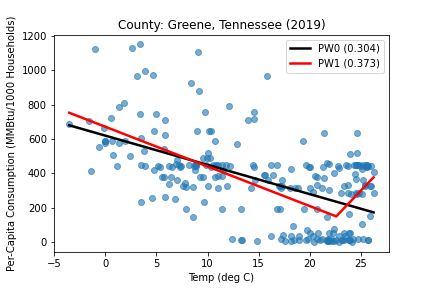 County: Greene, Tennessee (2019)
PW0 (0.304)
PW1 (0.373)
Per-Capita Consumption (MMBtu/1000 Households)
1200
1000
800
600
400
200
0
−5 0 5 10 15 20 25
Temp (deg C)